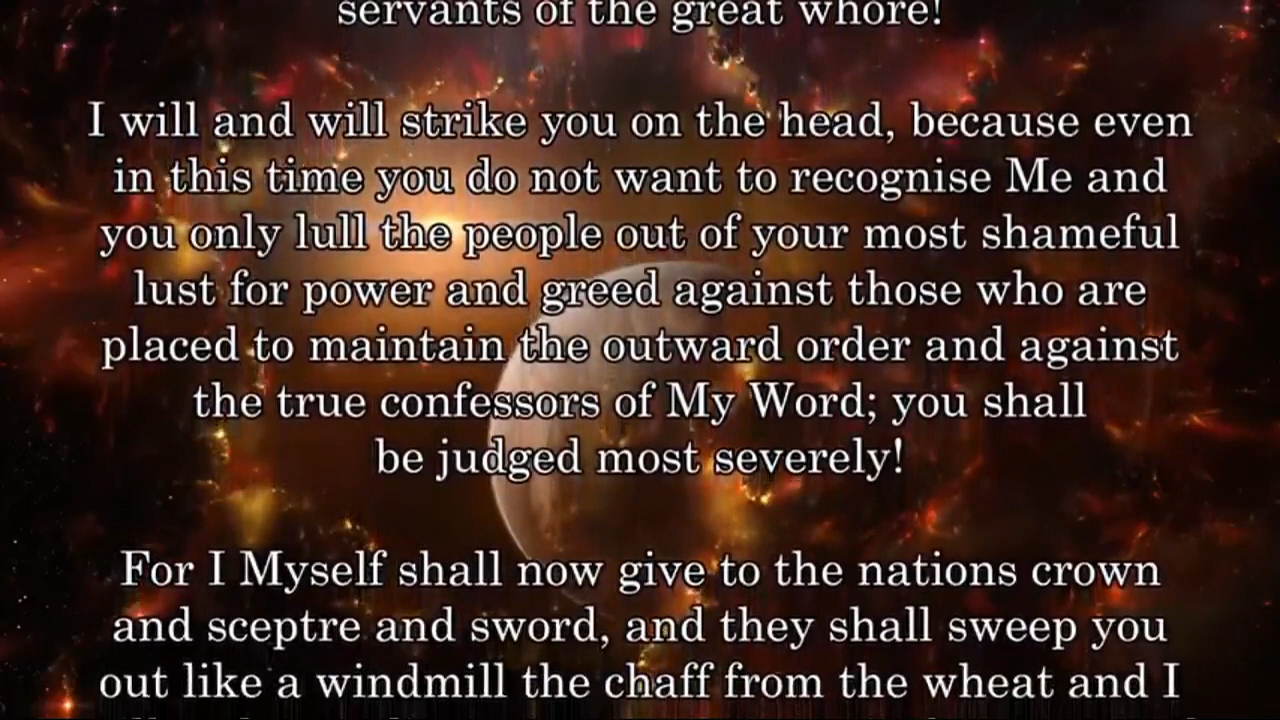 servants of the great whore!
I will and will strike you on the head, because even
in this time you do not want to recognise Me and
you only lull the people out of your most shameful
lust for power and greed against those who are
placed to maintain the outward order and against
the true confessors of My Word; you shall
be judged most severely!
For I Myself shall now give to the nations crown
and sceptre and sword, and they shall sweep you
out like a windmill the chaff from the wheat and I